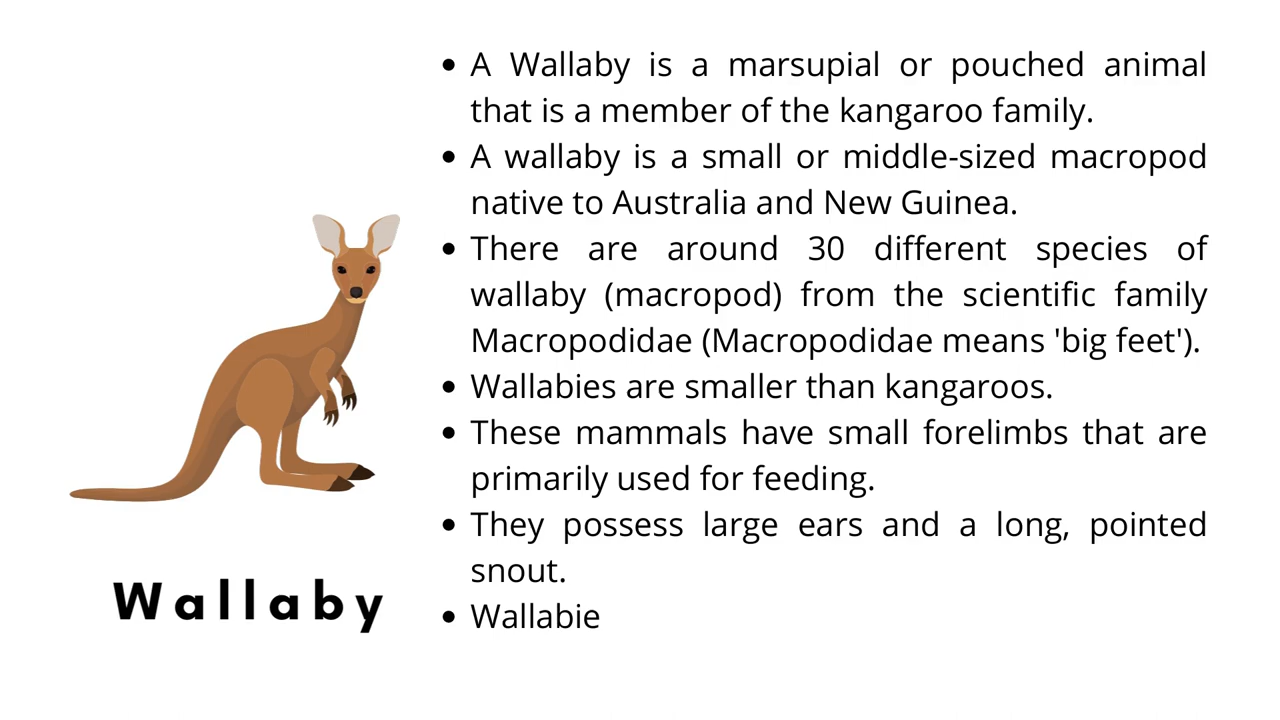 • A Wallaby is a marsupial or pouched animal
that is a member of the kangaroo family.
• A wallaby is a small or middle-sized macropod
native to Australia and New Guinea.
• There are around 30 different species of
wallaby (macropod) from the scientific family
Macropodidae (Macropodidae means 'big feet').
• Wallabies are smaller than kangaroos.
• These mammals have small forelimbs that are
primarily used for feeding.
• They possess large ears and a long, pointed
snout.
• Wallabie
Wallaby